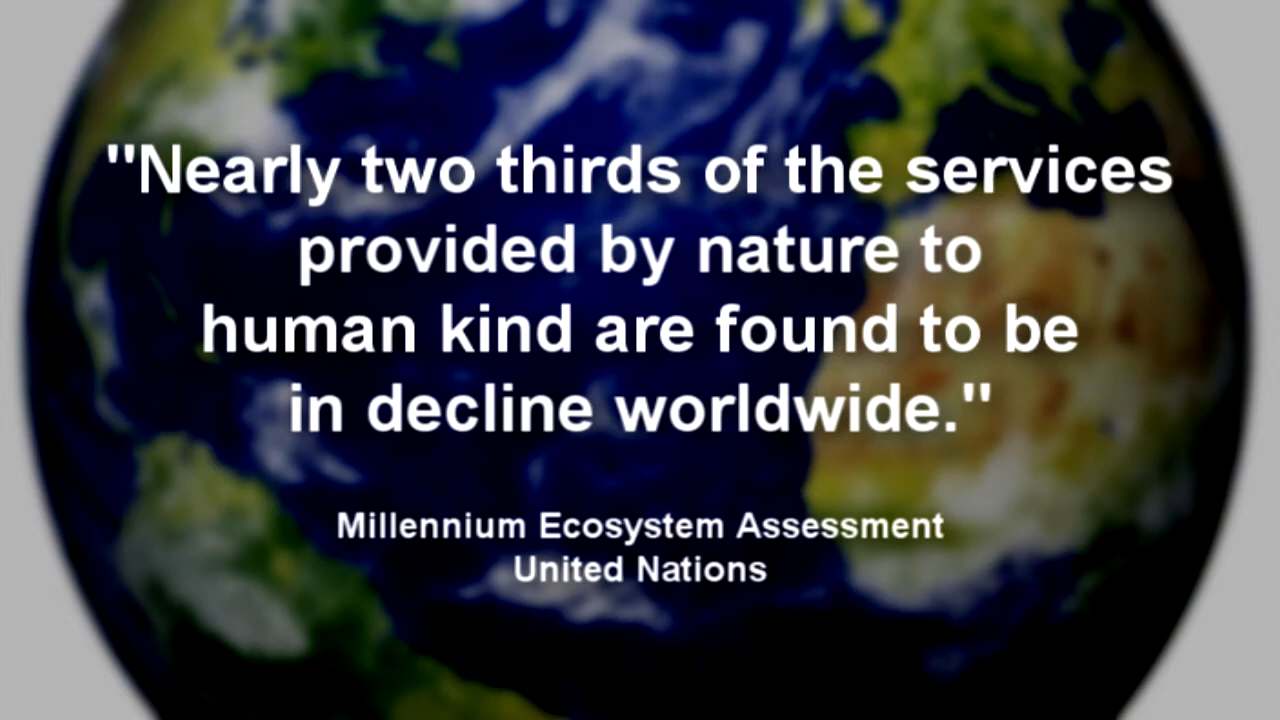 "Nearly two thirds of the services
provided by nature to
human kind are found to be
in decline worldwide."
Millennium Ecosystem Assessment
United Nations